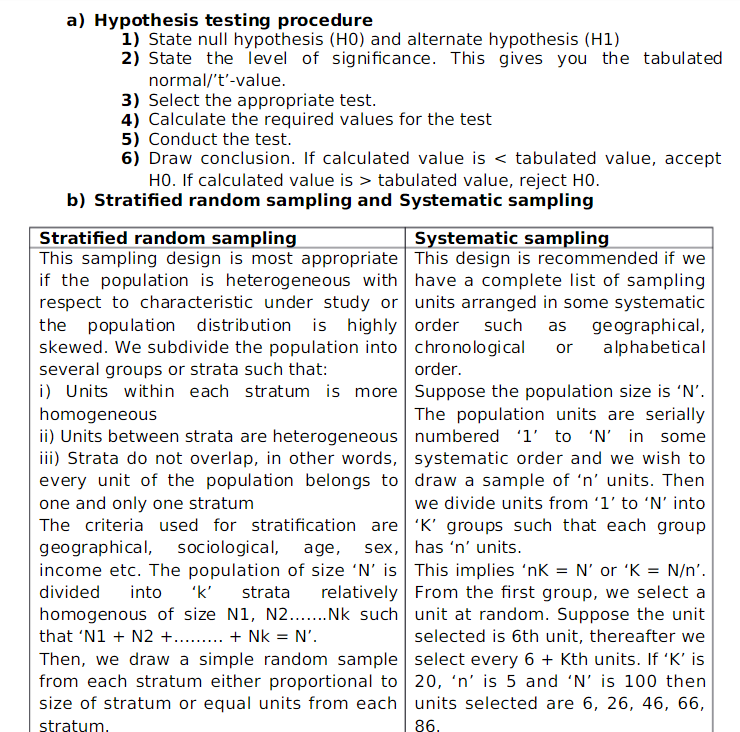 a) Hypothesis testing procedure
1) State null hypothesis (H0) and alternate hypothesis (H1)
2) State the level of significance. This gives you the tabulated
normal/'t'-value.
3) Select the appropriate test.
4) Calculate the required values for the test
5) Conduct the test.
6) Draw conclusion. If calculated value is < tabulated value, accept
H0. If calculated value is > tabulated value, reject H0.
b) Stratified random sampling and Systematic sampling
Stratified random sampling
This sampling design is most appropriate
if the population is heterogeneous with
respect to characteristic under study or
the population distribution is highly
skewed. We subdivide the population into
several groups or strata such that:
i) Units within each stratum is more
homogeneous
ii) Units between strata are heterogeneous
iii) Strata do not overlap, in other words,
every unit of the population belongs to
one and only one stratum
The criteria used for stratification are
geographical, sociological, age, sex,
income etc. The population of size ‘N’ is
divided into ‘k’ strata relatively
homogenous of size N1, N2.......Nk such
that ‘N1 + N2 +......... + Nk = N’.
Then, we draw a simple random sample
from each stratum either proportional to
size of stratum or equal units from each
stratum.
Systematic sampling
This design is recommended if we
have a complete list of sampling
units arranged in some systematic
order such as geographical,
chronological or alphabetical
order.
Suppose the population size is ‘N’.
The population units are serially
numbered ‘1’ to ‘N’ in some
systematic order and we wish to
draw a sample of ‘n’ units. Then
we divide units from ‘1’ to ‘N’ into
‘K’ groups such that each group
has ‘n’ units.
This implies ‘nK = N’ or ‘K = N/n’.
From the first group, we select a
unit at random. Suppose the unit
selected is 6th unit, thereafter we
select every 6 + Kth units. If ‘K’ is
20, ‘n’ is 5 and ‘N’ is 100 then
units selected are 6, 26, 46, 66,
86.